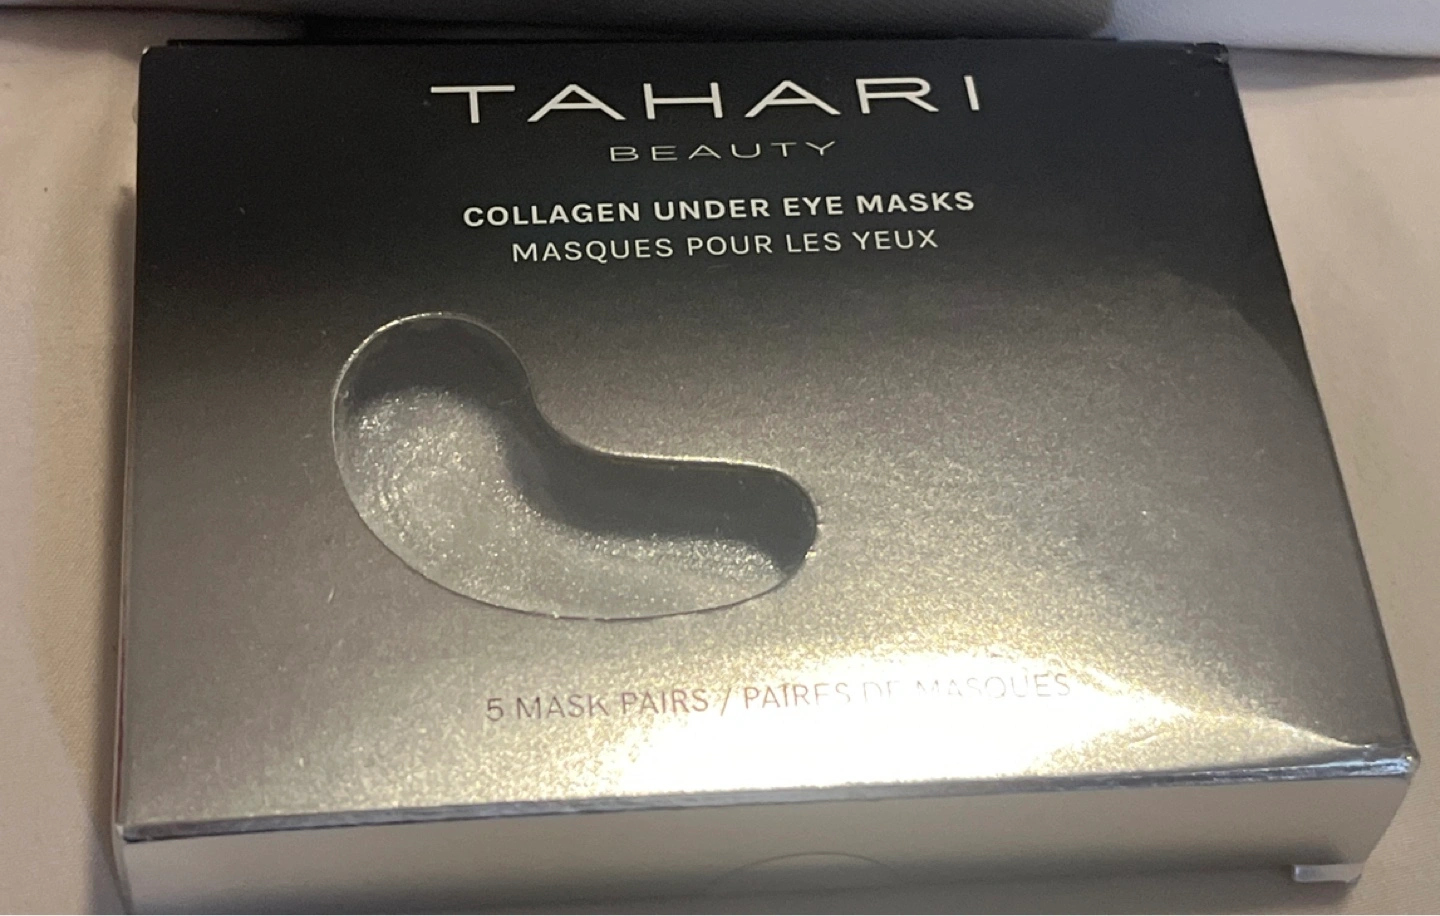 TAHARI
BEAUTY
COLLAGEN UNDER EYE MASKS
MASQUES POUR LES YEUX
5 MASK PAIRS / PAIRES DE MASQUES